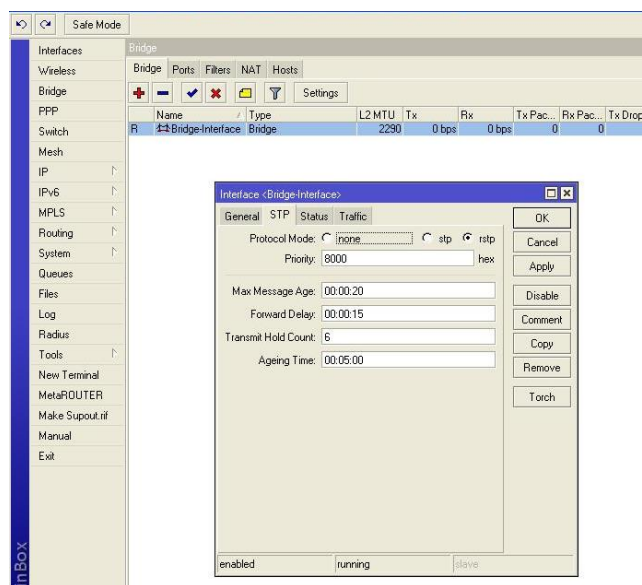 Safe Mode
Interfaces
Wireless
Bridge
PPP
Switch
Mesh
IP
IPv6
MPLS
Routing
System
Queues
Files
Log
Radius
Tools
New Terminal
MetaROUTER
Make Supout.rif
Manual
Exit
nBox
Bridge
Bridge Ports Filters NAT Hosts
Settings
Name Type L2 MTU Tx Rx Tx Pac... Rx Pac... Tx Drop
R Bridge-Interface Bridge 2290 0 bps 0 bps 0 0
Interface <Bridge-Interface>
General STP Status Traffic
Protocol Mode: none stp rstp
Priority: 8000 hex
Max Message Age: 00:00:20
Forward Delay: 00:00:15
Transmit Hold Count: 6
Ageing Time: 00:05:00
OK
Cancel
Apply
Disable
Comment
Copy
Remove
Torch
enabled running slave